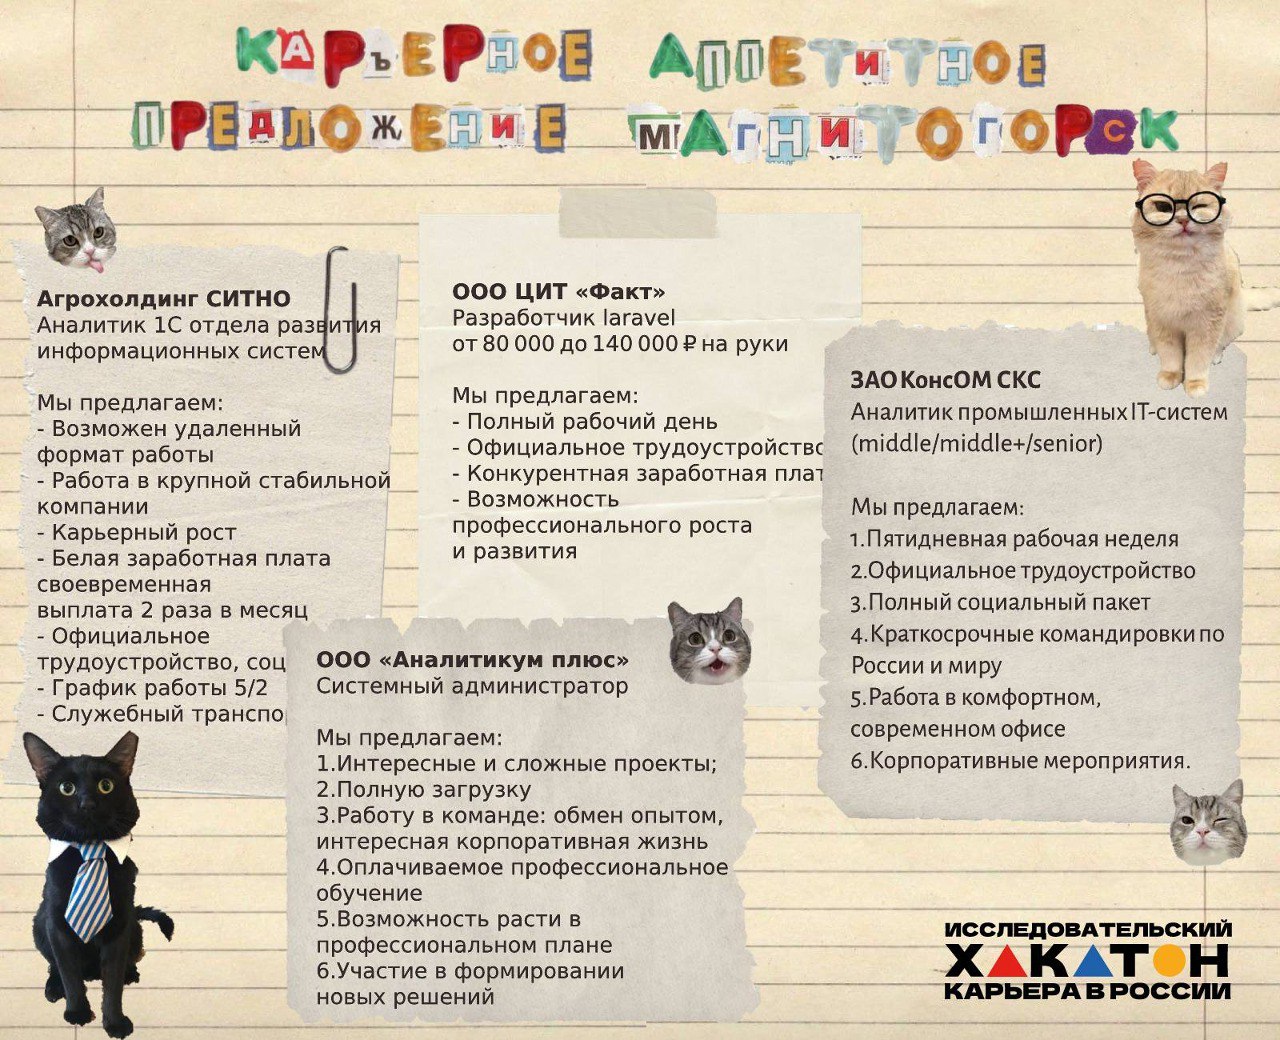 КАРЬЕРНОЕ АППЕТИТНОЕ
ПРЕДЛОЖЕНИЕ МАГНИТОГОРСК
Агрохолдинг СИТНО
Аналитик 1С отдела развития
информационных систем
Мы предлагаем:
- Возможен удаленный
формат работы
- Работа в крупной стабильной
компании
- Карьерный рост
- Белая заработная плата
своевременная
выплата 2 раза в месяц
- Официальное
трудоустройство, соц
- График работы 5/2
- Служебный транспо
ООО ЦИТ «Факт»
Разработчик laravel
от 80 000 до 140 000 ₽ на руки
Мы предлагаем:
- Полный рабочий день
- Официальное трудоустройство
- Конкурентная заработная плат
- Возможность
профессионального роста
и развития
ООО «Аналитикум плюс»
Системный администратор
Мы предлагаем:
1.Интересные и сложные проекты;
2.Полную загрузку
3.Работу в команде: обмен опытом,
интересная корпоративная жизнь
4.Оплачиваемое профессиональное
обучение
5.Возможность расти в
профессиональном плане
6.Участие в формировании
новых решений
ЗАО КонсОМ СКС
Аналитик промышленных IT-систем
(middle/middle+/senior)
Мы предлагаем:
1.Пятидневная рабочая неделя
2.Официальное трудоустройство
3.Полный социальный пакет
4.Краткосрочные командировки по
России и миру
5.Работа в комфортном,
современном офисе
6.Корпоративные мероприятия.
ИССЛЕДОВАТЕЛЬСКИЙ
ХАКАТОН
КАРЬЕРА В РОССИИ